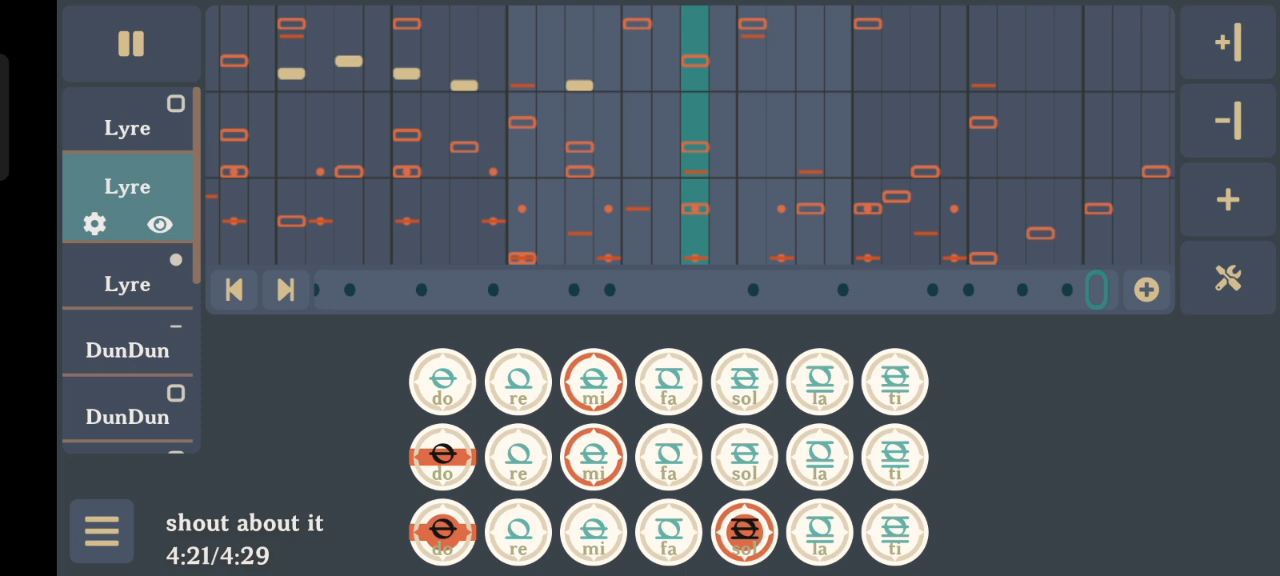 Lyre
Lyre
Lyre
DunDun
DunDun
do re mi fa sol la ti
do re mi fa sol la ti
do re mi fa sol la ti
shout about it
4:21/4:29